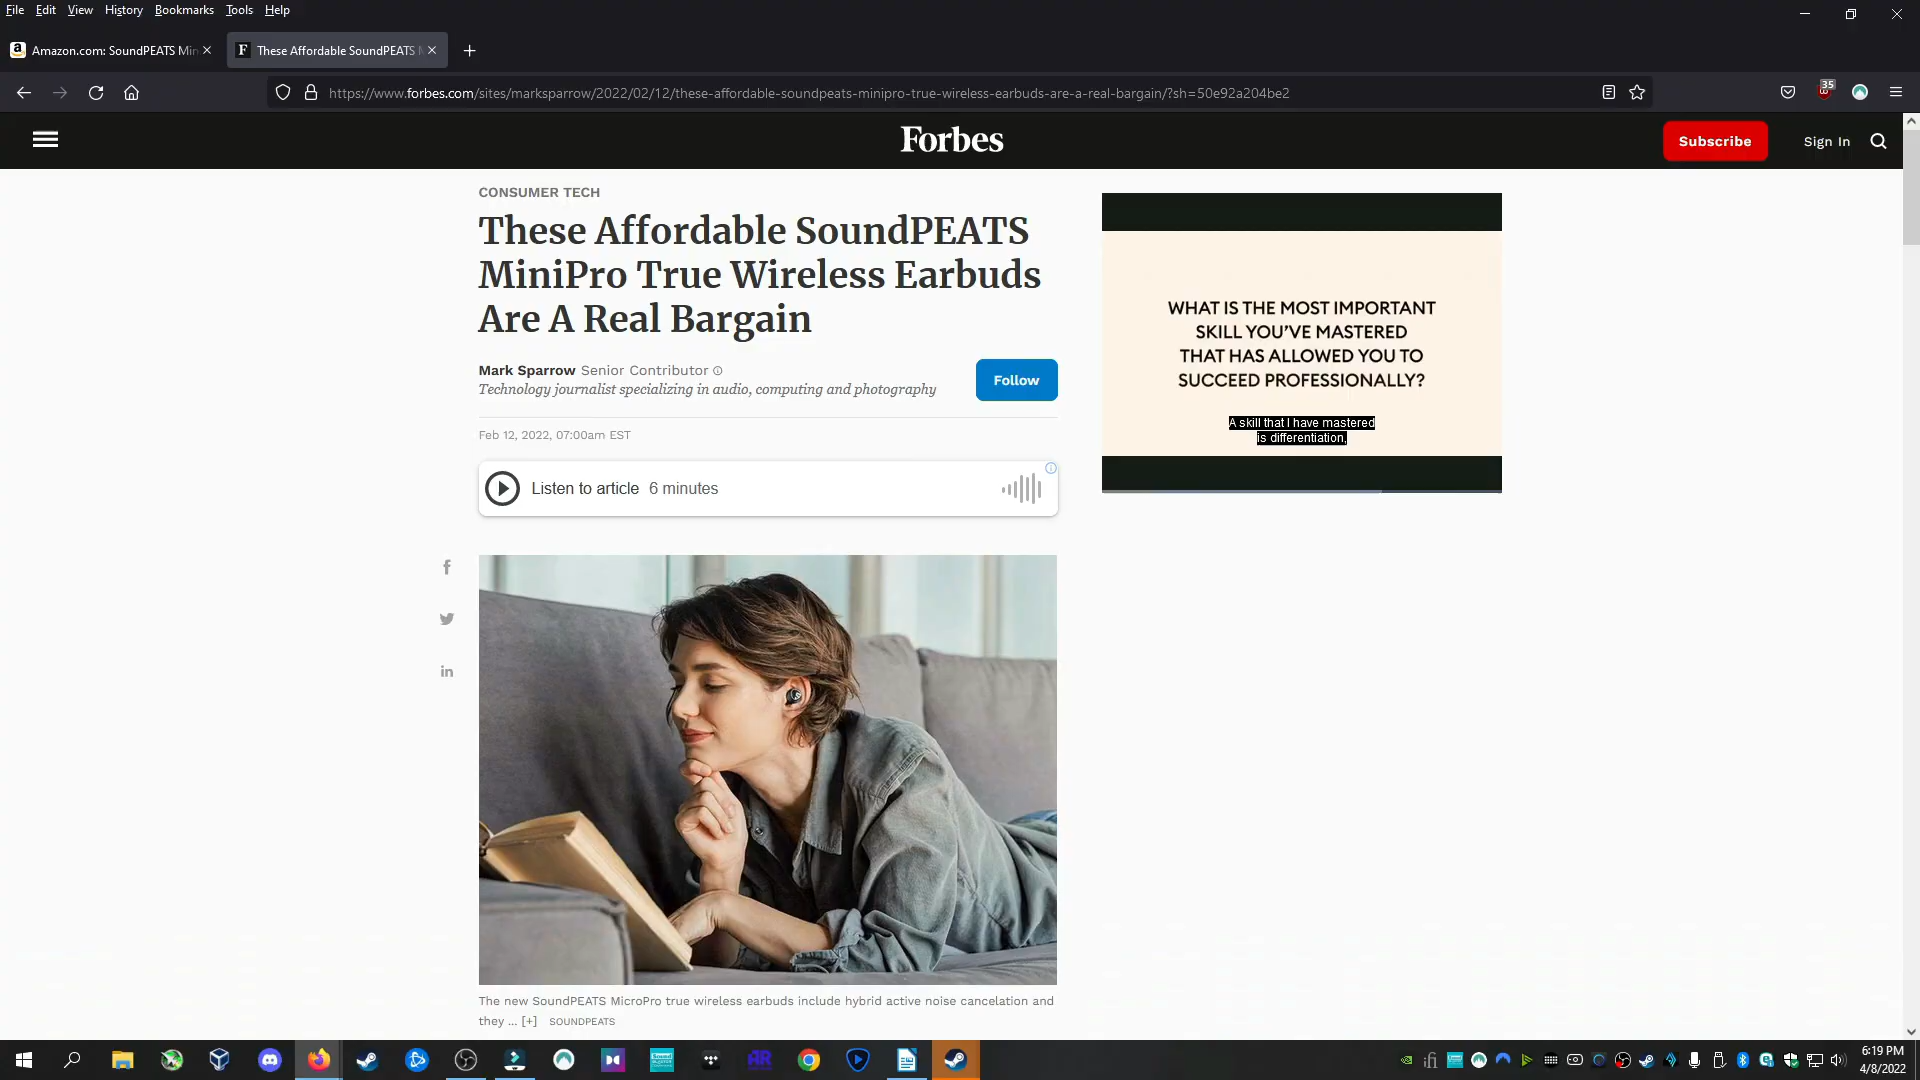 File Edit View History Bookmarks Tools Help
Amazon.com: SoundPEATS Min
F These Affordable SoundPEATS M
https://www.forbes.com/sites/marksparrow/2022/02/12/these-affordable-soundpeats-minipro-true-wireless-earbuds-are-a-real-bargain/?sh=50e92a204be2
35
Forbes
Subscribe
Sign In
CONSUMER TECH
These Affordable SoundPEATS
MiniPro True Wireless Earbuds
Are A Real Bargain
Mark Sparrow Senior Contributor
Technology journalist specializing in audio, computing and photography
Follow
Feb 12, 2022, 07:00am EST
Listen to article 6 minutes
WHAT IS THE MOST IMPORTANT
SKILL YOU'VE MASTERED
THAT HAS ALLOWED YOU TO
SUCCEED PROFESSIONALLY?
A skill that I have mastered
is differentiation,
The new SoundPEATS MicroPro true wireless earbuds include hybrid active noise cancelation and
they ... [+] SOUNDPEATS
6:19 PM
4/8/2022